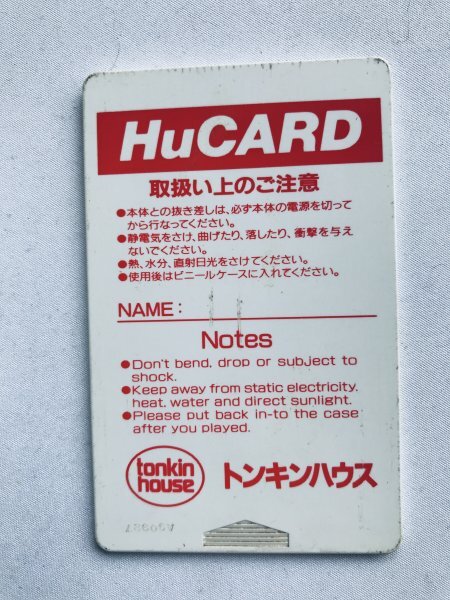 HuCARD
取扱い上のご注意
●本体との抜き差しは、必ず本体の電源を切って
から行なってください。
●静電気をさけ、曲げたり、落したり、衝撃を与え
ないでください。
●熱、水分、直射日光をさけてください。
●使用後はビニールケースに入れてください。
NAME:
Notes
●Don't bend, drop or subject to
shock.
●Keep away from static electricity,
heat, water and direct sunlight.
●Please put back in-to the case
after you played.
tonkin
house
トンキンハウス